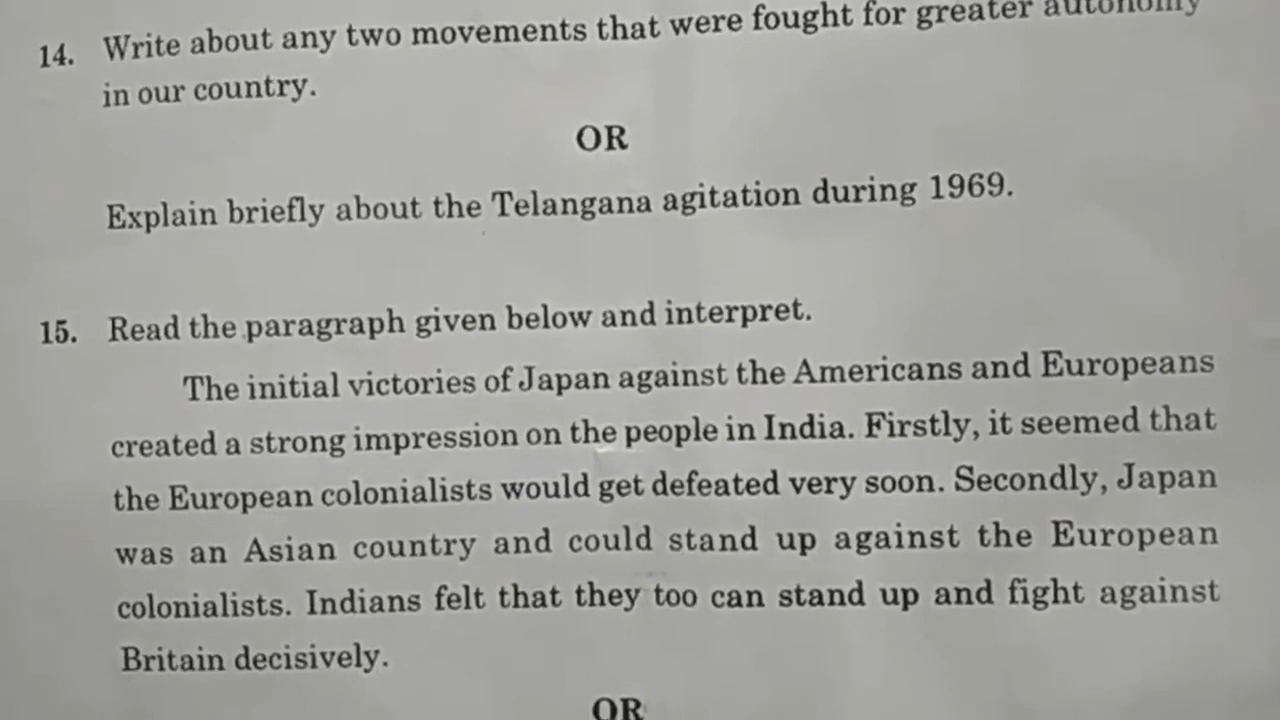 14. Write about any two movements that were fought for greater autonomy
in our country.
OR
Explain briefly about the Telangana agitation during 1969.
15. Read the paragraph given below and interpret.
The initial victories of Japan against the Americans and Europeans
created a strong impression on the people in India. Firstly, it seemed that
the European colonialists would get defeated very soon. Secondly, Japan
was an Asian country and could stand up against the European
colonialists. Indians felt that they too can stand up and fight against
Britain decisively.
OR